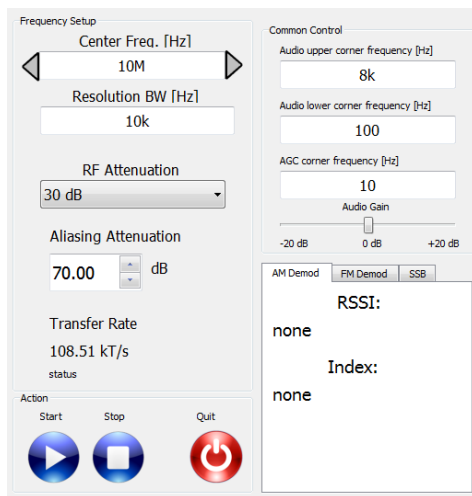 Frequency Setup
Center Freq. [Hz]
10M
Resolution BW [Hz]
10k
RF Attenuation
30 dB
Aliasing Attenuation
70.00 dB
Transfer Rate
108.51 kT/s
status
Action
Start Stop Quit
Common Control
Audio upper corner frequency [Hz]
8k
Audio lower corner frequency [Hz]
100
AGC corner frequency [Hz]
10
Audio Gain
-20 dB 0 dB +20 dB
AM Demod FM Demod SSB
RSSI:
none
Index:
none